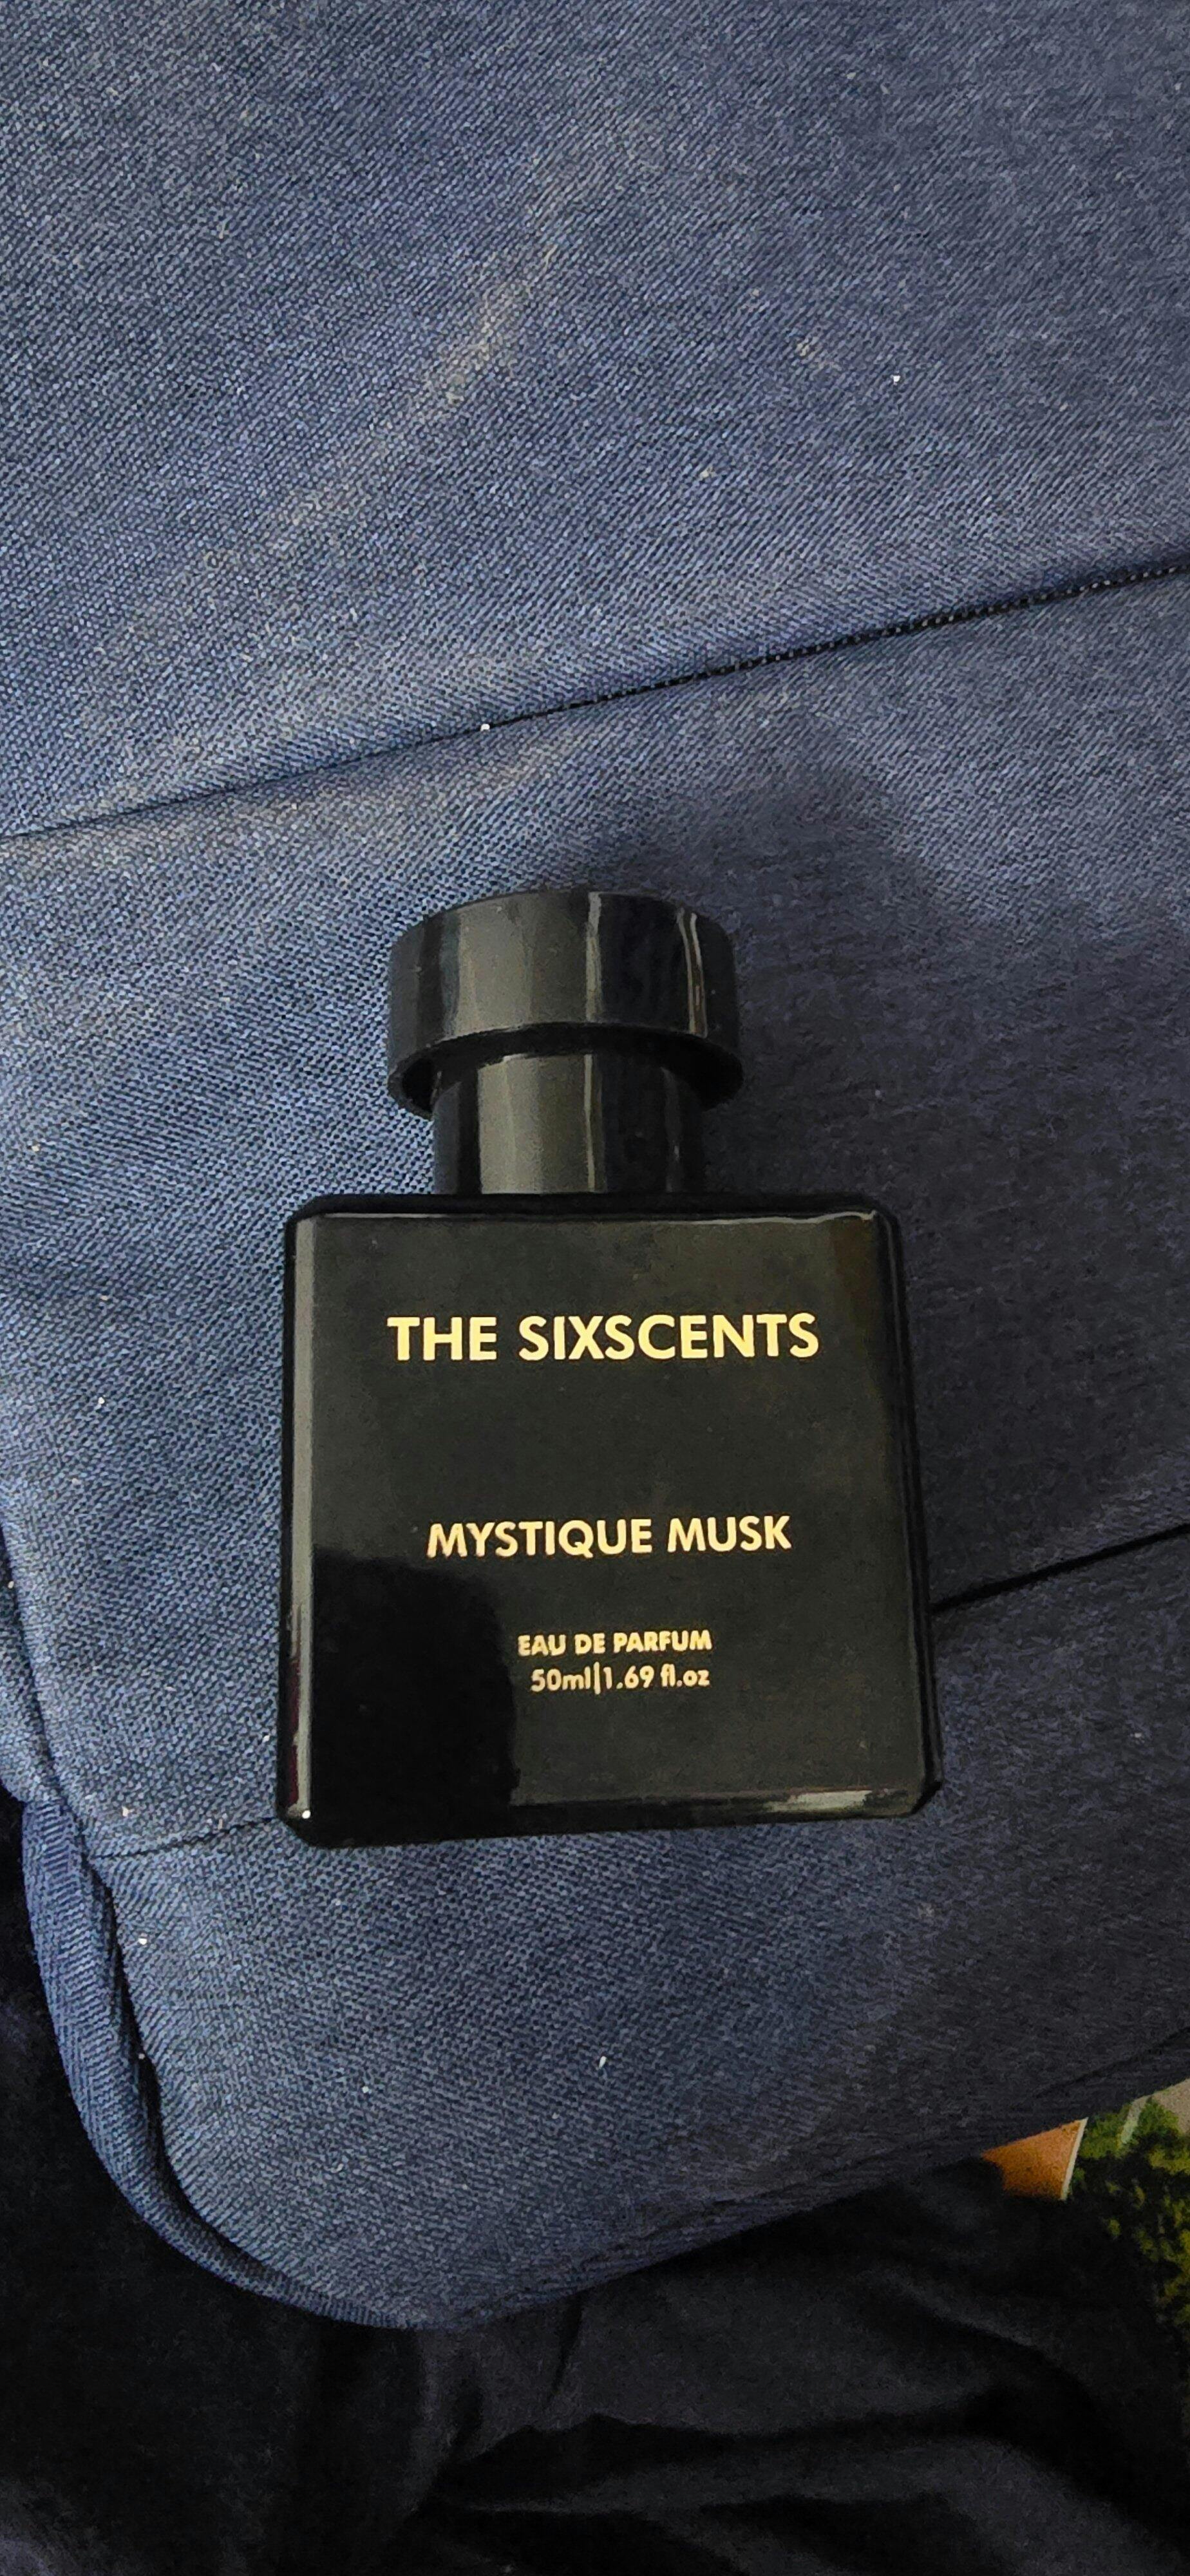 THE SIXSCENTS
MYSTIQUE MUSK
EAU DE PARFUM
50ml|1.69 fl.oz